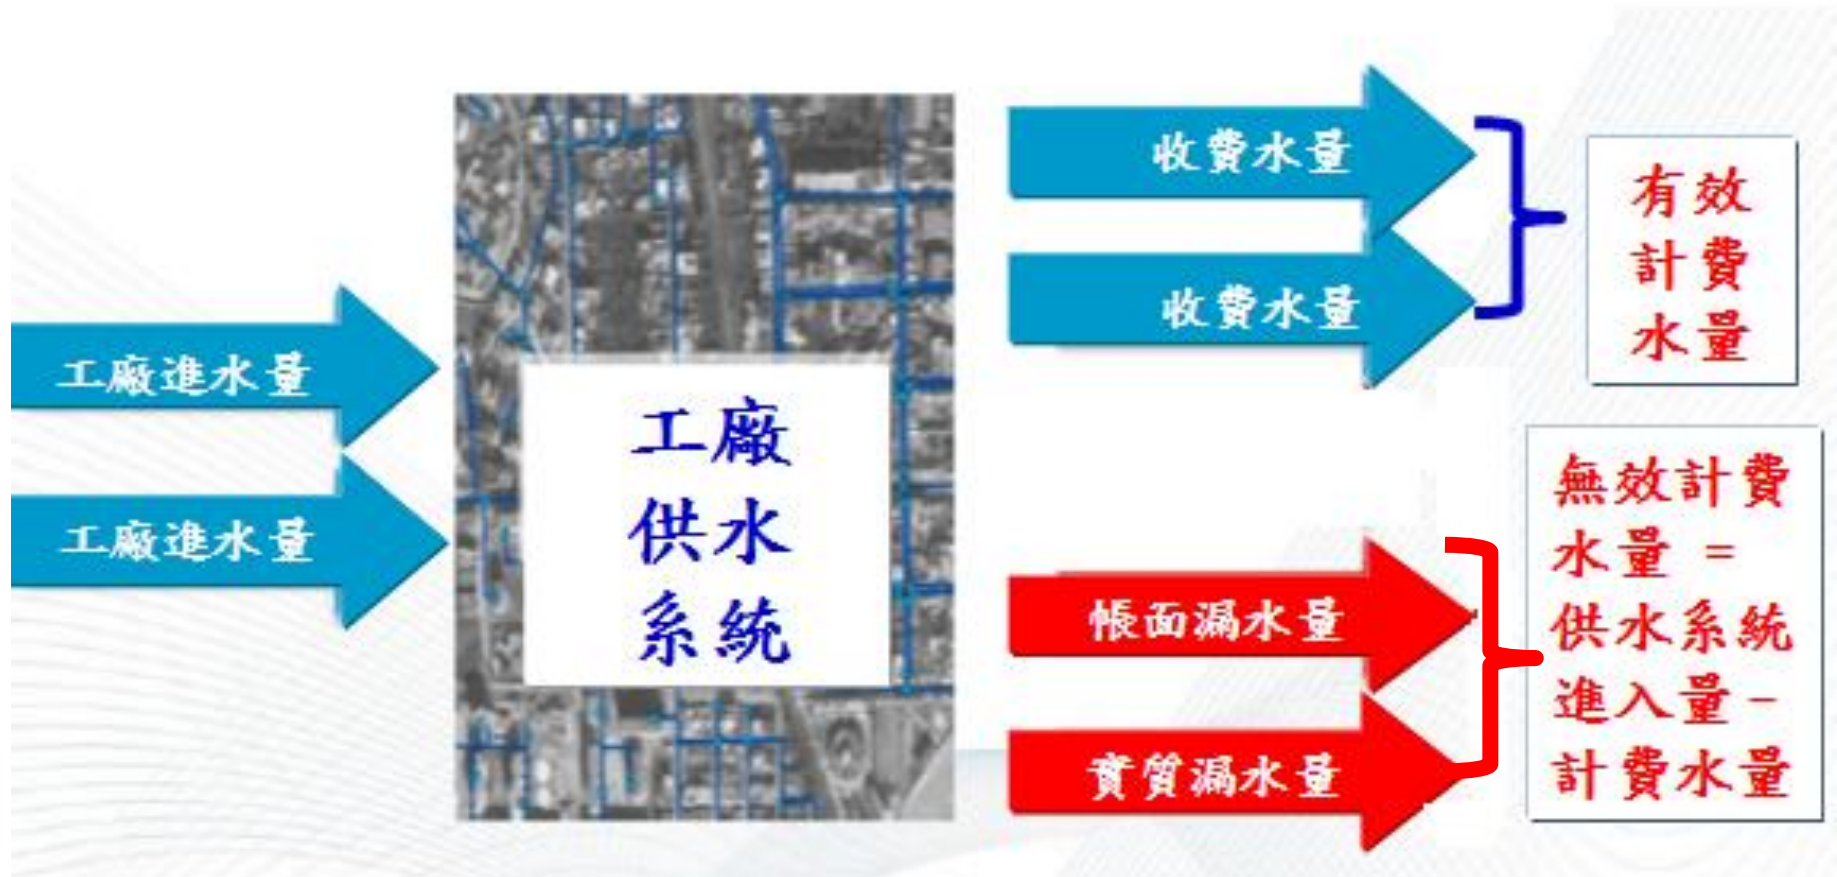 工廠進水量
工廠進水量
工廠
供水
系統
收費水量
收費水量
有效
計費
水量
帳面漏水量
實質漏水量
無效計費
水量 =
供水系統
進入量-
計費水量